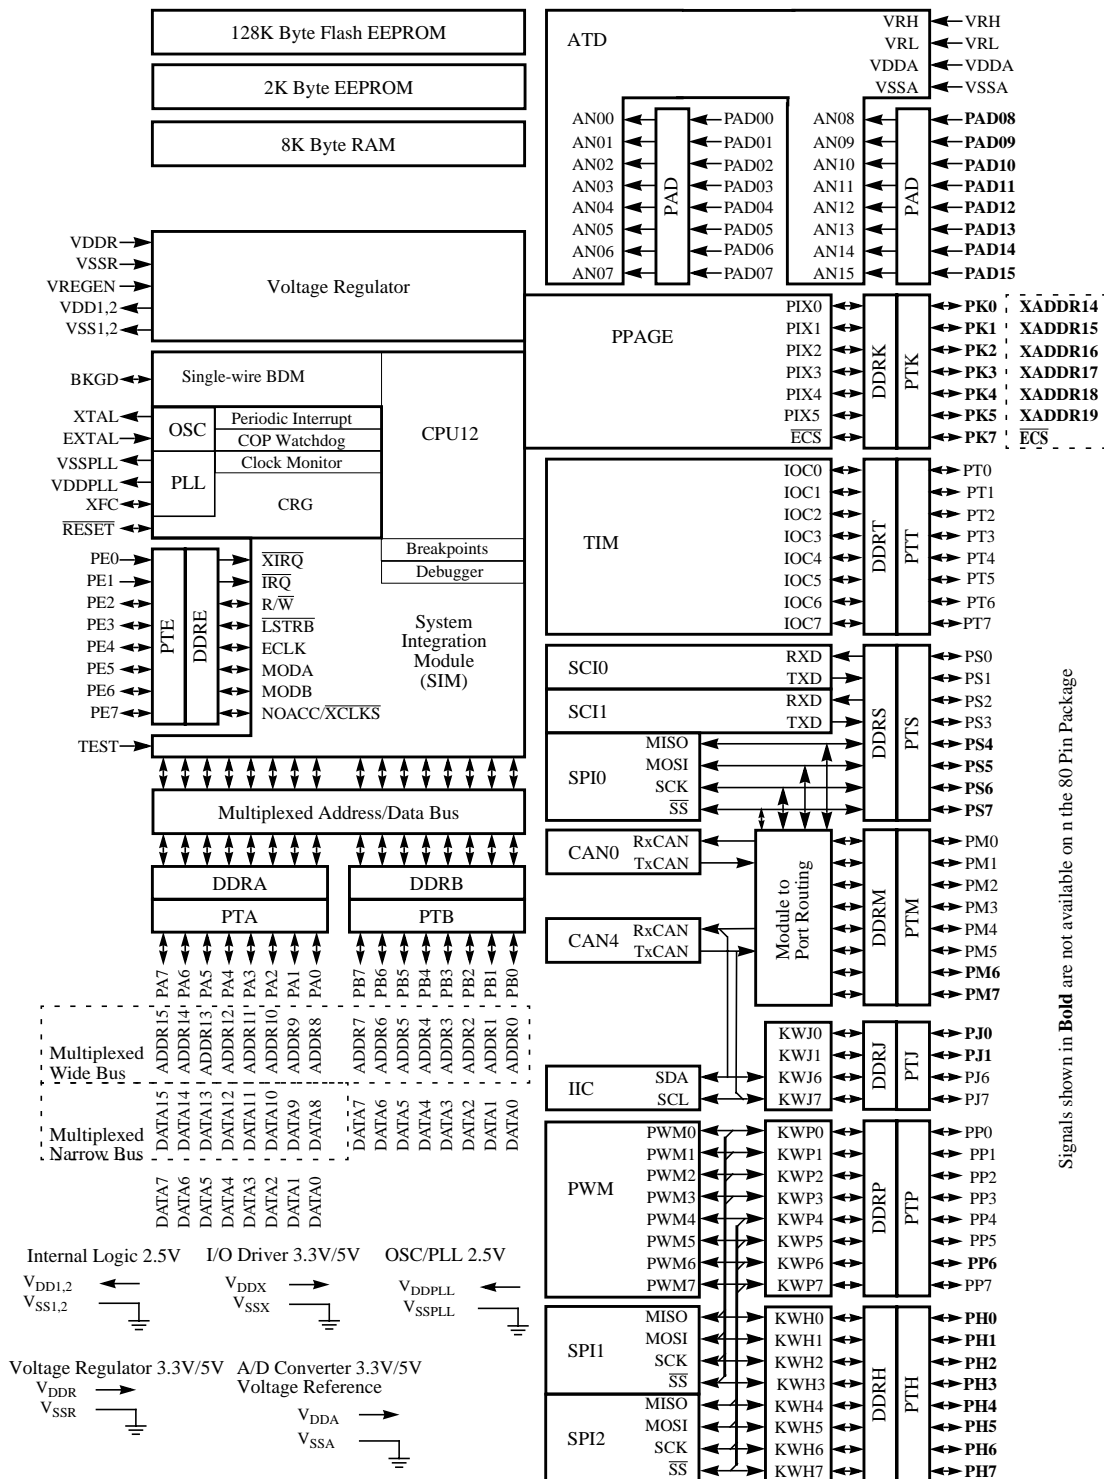 128K Byte Flash EEPROM
2K Byte EEPROM
8K Byte RAM
VDDR
VSSR
VREGEN
VDD1,2
VSS1,2
Voltage Regulator
BKGD
XTAL
EXTAL
VSSPLL
VDDPLL
XFC
RESET
Single-wire BDM
OSC
PLL
Periodic Interrupt
COP Watchdog
Clock Monitor
CRG
CPU12
Breakpoints
Debugger
PE0
PE1
PE2
PE3
PE4
PE5
PE6
PE7
TEST
PTE
DDRE
XIRQ
IRQ
R/W
LSTRB
ECLK
MODA
MODB
NOACC/XCLKS
System
Integration
Module
(SIM)
Multiplexed Address/Data Bus
DDRA
PTA
DDRB
PTB
PA7 PA6 PA5 PA4 PA3 PA2 PA1 PA0
PB7 PB6 PB5 PB4 PB3 PB2 PB1 PB0
Multiplexed
Wide Bus
ADDR15 ADDR14 ADDR13 ADDR12 ADDR11 ADDR10 ADDR9 ADDR8
ADDR7 ADDR6 ADDR5 ADDR4 ADDR3 ADDR2 ADDR1 ADDR0
DATA15 DATA14 DATA13 DATA12 DATA11 DATA10 DATA9 DATA8
DATA7 DATA6 DATA5 DATA4 DATA3 DATA2 DATA1 DATA0
Multiplexed
Narrow Bus
DATA7 DATA6 DATA5 DATA4 DATA3 DATA2 DATA1 DATA0
Internal Logic 2.5V
VDD1,2
VSS1,2
I/O Driver 3.3V/5V
VDDX
VSSX
OSC/PLL 2.5V
VDDPLL
VSSPLL
Voltage Regulator 3.3V/5V
VDDR
VSSR
A/D Converter 3.3V/5V
Voltage Reference
VDDA
VSSA
ATD
VRH VRH
VRL VRL
VDDA VDDA
VSSA VSSA
AN00 PAD00 AN08 PAD08
AN01 PAD01 AN09 PAD09
AN02 PAD02 AN10 PAD10
AN03 PAD03 AN11 PAD11
AN04 PAD04 AN12 PAD12
AN05 PAD05 AN13 PAD13
AN06 PAD06 AN14 PAD14
AN07 PAD07 AN15 PAD15
PAD
PAD
PPAGE
PIX0 PK0 XADDR14
PIX1 PK1 XADDR15
PIX2 PK2 XADDR16
PIX3 PK3 XADDR17
PIX4 PK4 XADDR18
PIX5 PK5 XADDR19
ECS PK7 ECS
DDRK
PTK
TIM
IOC0 PT0
IOC1 PT1
IOC2 PT2
IOC3 PT3
IOC4 PT4
IOC5 PT5
IOC6 PT6
IOC7 PT7
DDRT
PTT
SCI0
RXD PS0
TXD PS1
SCI1
RXD PS2
TXD PS3
SPI0
MISO PS4
MOSI PS5
SCK PS6
SS PS7
DDRS
PTS
CAN0
RxCAN
TxCAN
CAN4
RxCAN
TxCAN
Module to
Port Routing
DDRM
PTM
PM0
PM1
PM2
PM3
PM4
PM5
PM6
PM7
IIC
SDA
SCL
KWJ0 PJ0
KWJ1 PJ1
KWJ6 PJ6
KWJ7 PJ7
DDRJ
PTJ
PWM
PWM0 KWP0 PP0
PWM1 KWP1 PP1
PWM2 KWP2 PP2
PWM3 KWP3 PP3
PWM4 KWP4 PP4
PWM5 KWP5 PP5
PWM6 KWP6 PP6
PWM7 KWP7 PP7
DDRP
PTP
SPI1
MISO KWH0 PH0
MOSI KWH1 PH1
SCK KWH2 PH2
SS KWH3 PH3
SPI2
MISO KWH4 PH4
MOSI KWH5 PH5
SCK KWH6 PH6
SS KWH7 PH7
DDRH
PTH
Signals shown in Bold are not available on n the 80 Pin Package